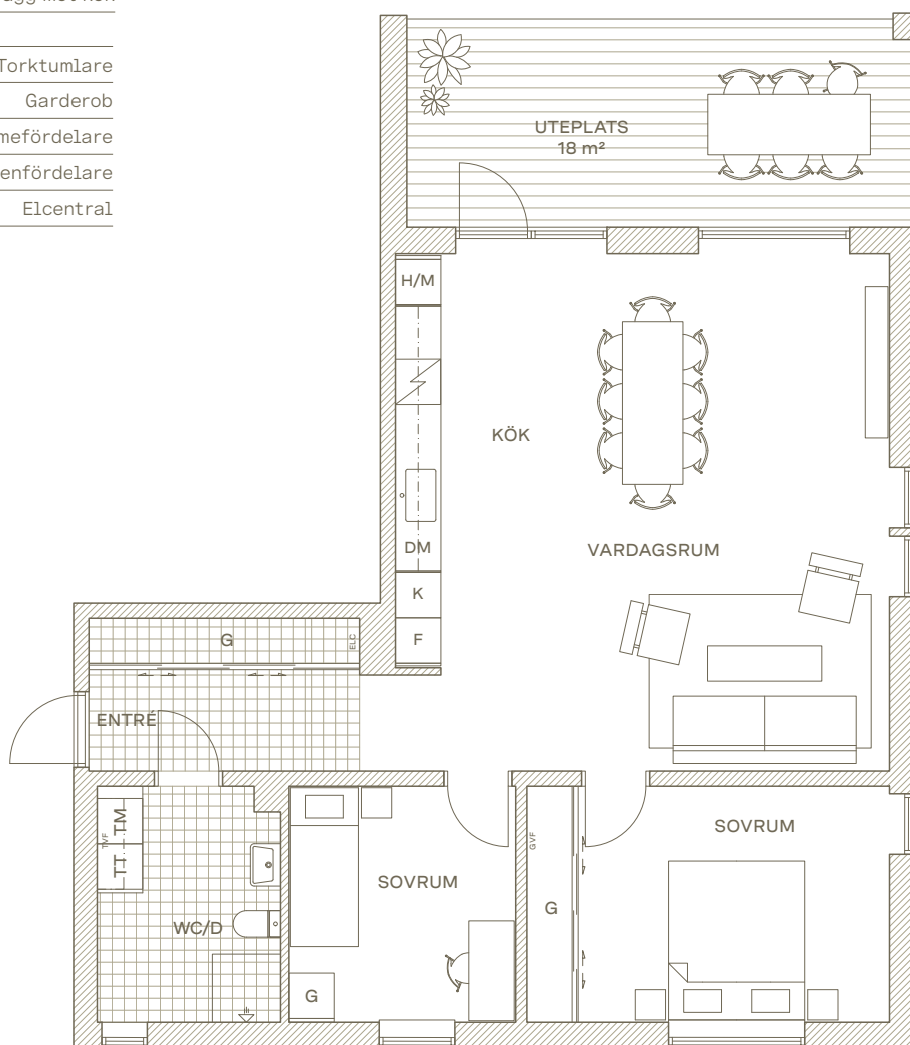 Torktumlare
Garderob
Elcentral
UTEPLATS
18 m²
H/M
KÖK
DM
VARDAGSRUM
K
F
G
ELC
ENTRÉ
TM
TVF
TT
WC/D
SOVRUM
G
GVF
G
SOVRUM